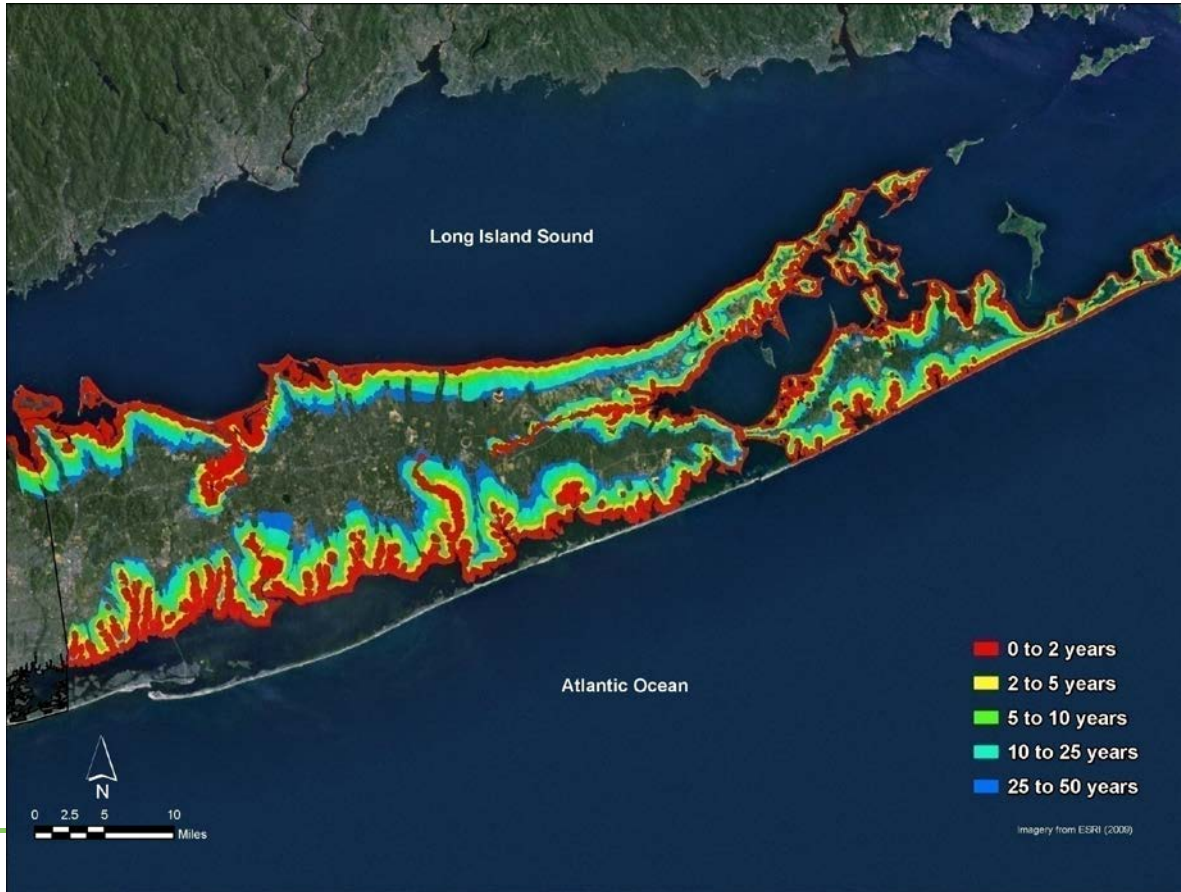 Long Island Sound
Atlantic Ocean
0 to 2 years
2 to 5 years
5 to 10 years
10 to 25 years
25 to 50 years
N
0 2.5 5 10
Miles
Imagery from ESRI (2009)